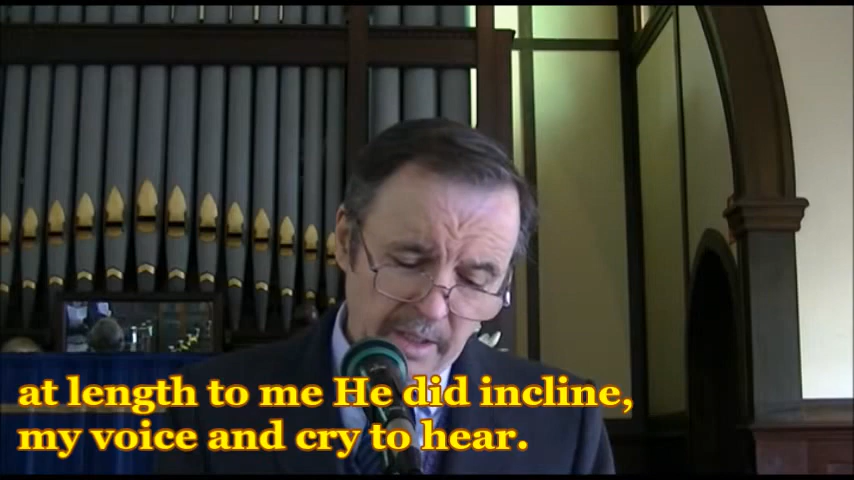 at length to me He did incline,
my voice and cry to hear.